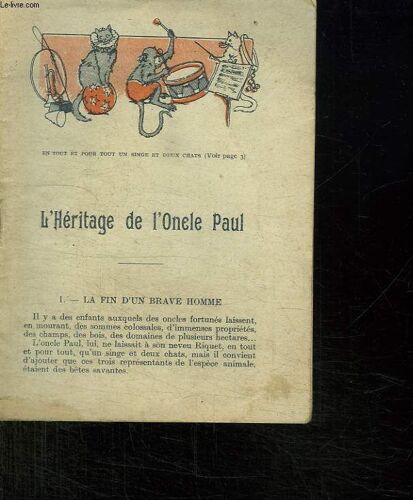 Le-livre.com
EN TOUT ET POUR TOUT UN SINGE ET DEUX CHATS (Voir page 3)
L'Héritage de l'Oncle Paul
I. — LA FIN D'UN BRAVE HOMME
Il y a des enfants auxquels des oncles fortunés laissent,
en mourant, des sommes colossales, d'immenses propriétés,
des champs, des bois, des domaines de plusieurs hectares...
L'oncle Paul, lui, ne laissait à son neveu Riquet, en tout
et pour tout, qu'un singe et deux chats, mais il convient
d'ajouter que ces trois représentants de l'espèce animale,
étaient des bêtes savantes.